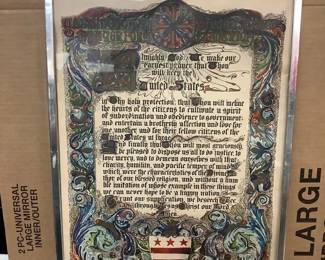 Almighty God: We make our
earnest prayer that Thou
will keep the
United States
in Thy holy protection; that Thou will incline
the hearts of the citizens to cultivate a spirit
of subordination and obedience to government;
and entertain a brotherly affection and love for
one another and for their fellow citizens of the
United States at large
And finally that Thou will most graciously
be pleased to dispose us all to do justice to
love mercy, and to demean ourselves with that
charity, humility, and pacific temper of mind
which were the characteristics of the Divine
of our blessed religion, and without a hum
ble imitation of whose example in these things
we can never hope to be a happy nation
Grant our supplication, we beseech Thee
through Jesus Christ our Lord
Amen
2 PC-UNIVERSAL
LARGE MIRROR
INNER/OUTER
LARGE